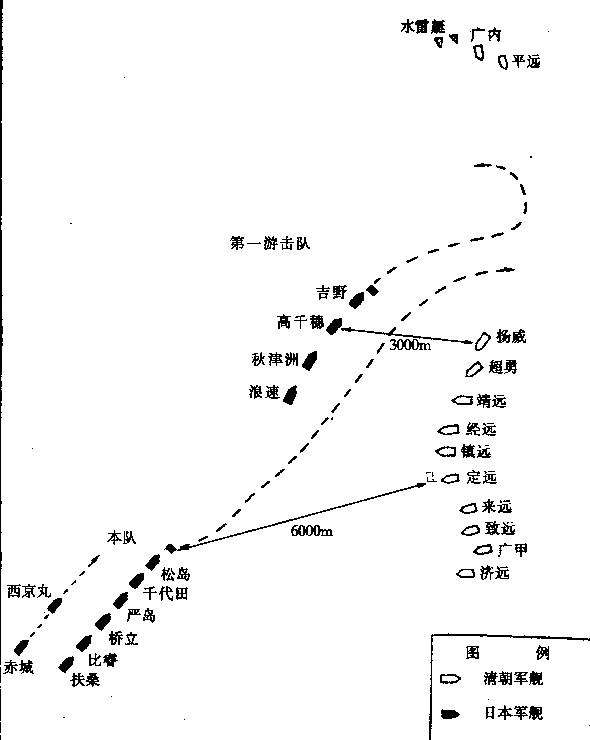 水雷艇
广内
平远
第一游击队
吉野
高千穗
秋津洲
浪速
3000m
扬威
超勇
靖远
经远
镇远
定远
来远
致远
广甲
济远
6000m
本队
西京丸
赤城
松岛
千代田
严岛
桥立
比睿
扶桑
图 例
清朝军舰
日本军舰